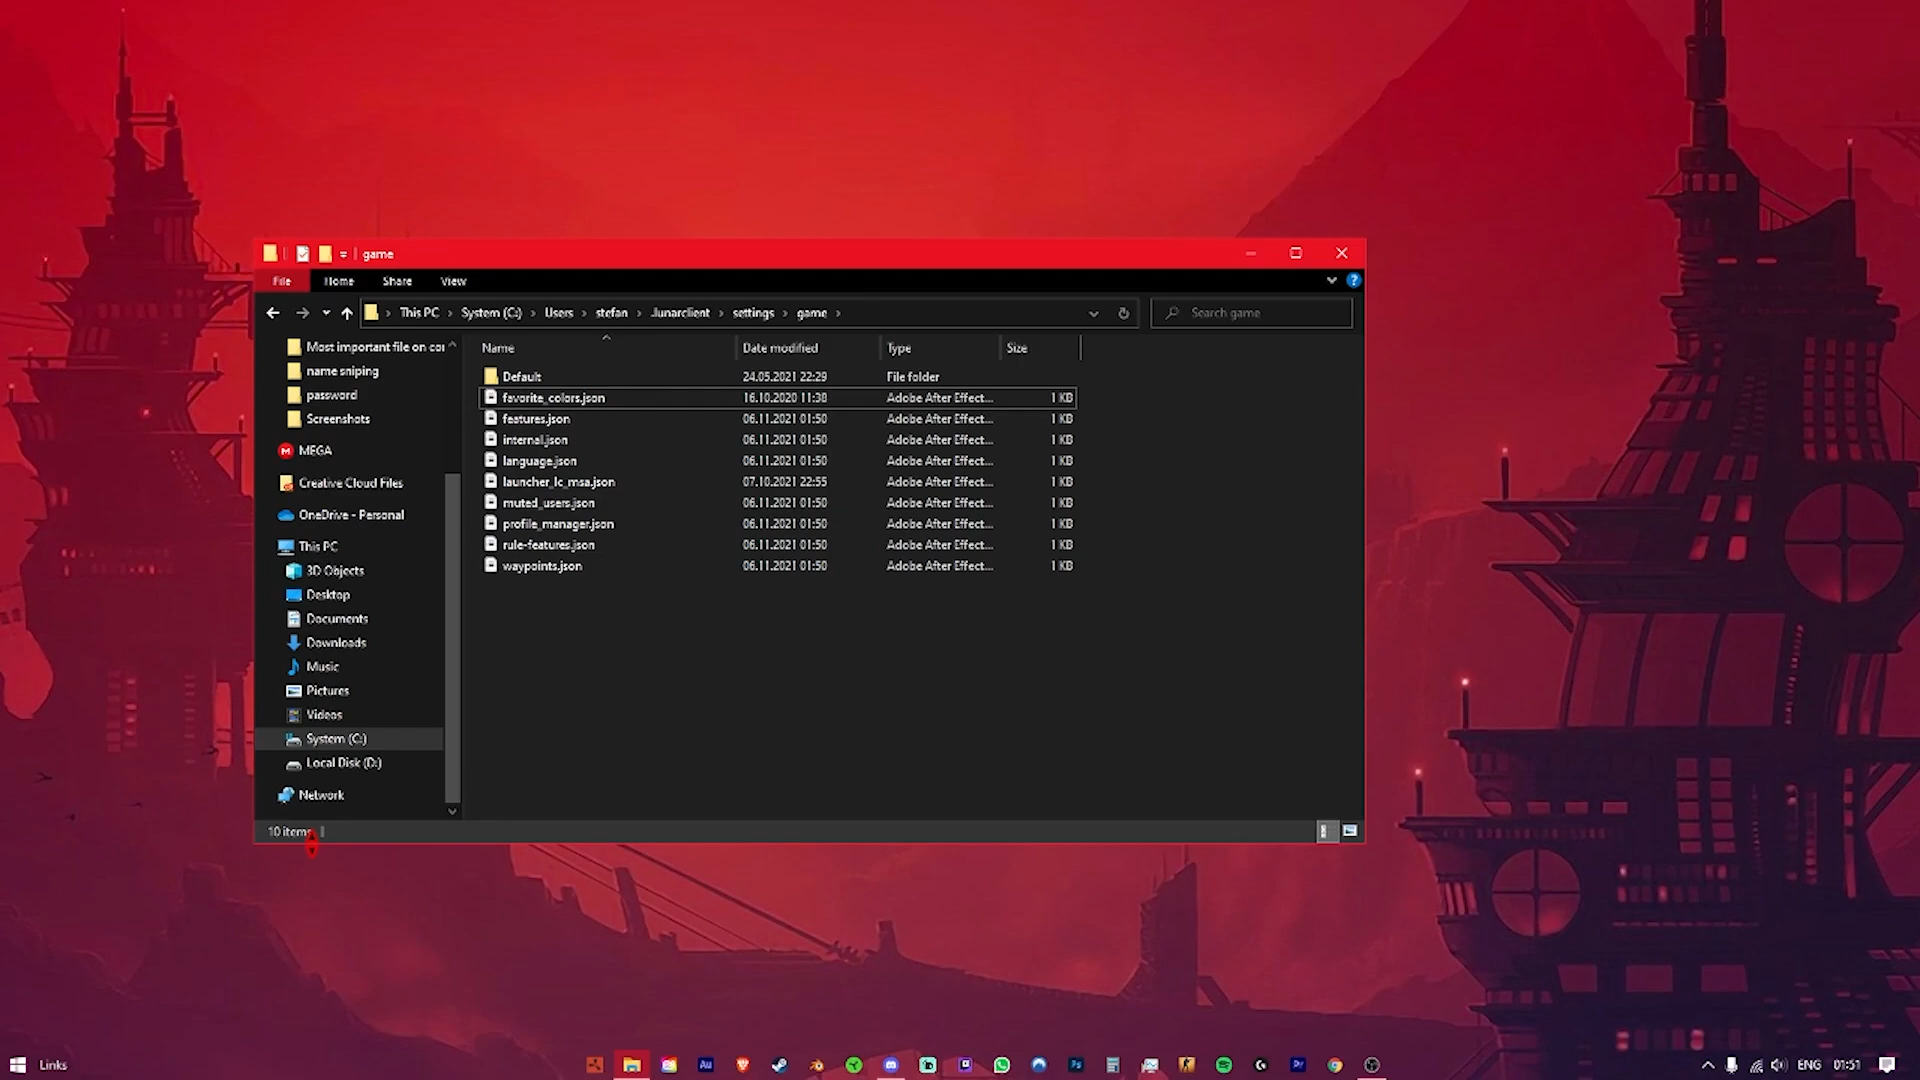 game
File Home Share View
This PC System (C:) Users stefan .lunarclient settings game
Search game
Name Date modified Type Size
Default 24.05.2021 22:29 File folder
favorite_colors.json 16.10.2020 11:38 Adobe After Effect... 1 KB
features.json 06.11.2021 01:50 Adobe After Effect... 1 KB
internal.json 06.11.2021 01:50 Adobe After Effect... 1 KB
language.json 06.11.2021 01:50 Adobe After Effect... 1 KB
launcher_lc_msa.json 07.10.2021 22:55 Adobe After Effect... 1 KB
muted_users.json 06.11.2021 01:50 Adobe After Effect... 1 KB
profile_manager.json 06.11.2021 01:50 Adobe After Effect... 1 KB
rule-features.json 06.11.2021 01:50 Adobe After Effect... 1 KB
waypoints.json 06.11.2021 01:50 Adobe After Effect... 1 KB
Most important file on cor
name sniping
password
Screenshots
MEGA
Creative Cloud Files
OneDrive - Personal
This PC
3D Objects
Desktop
Documents
Downloads
Music
Pictures
Videos
System (C:)
Local Disk (D:)
Network
10 items
Links
Au
Ps
Pr
ENG 01:51